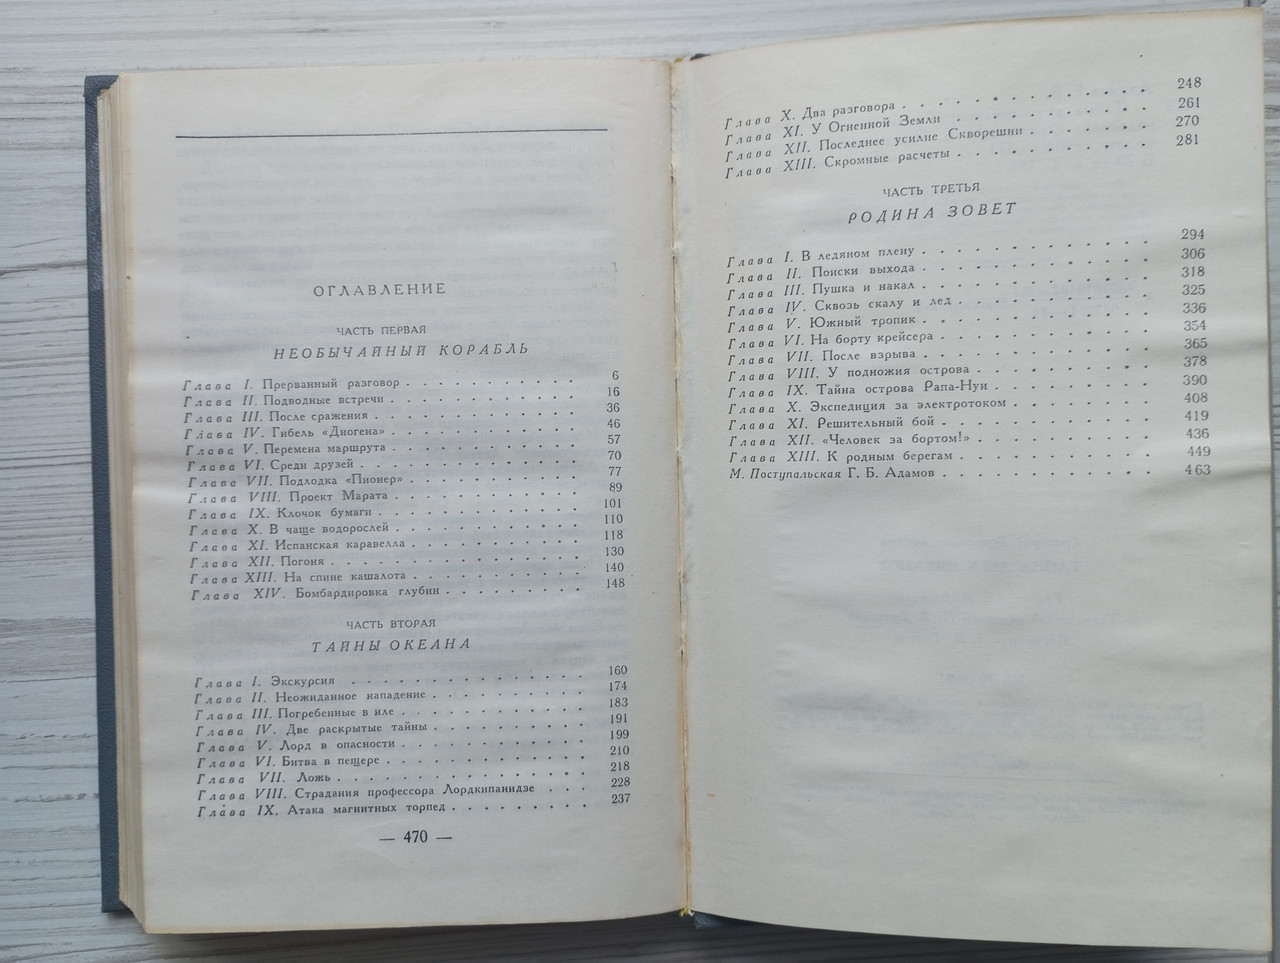 ОГЛАВЛЕНИЕ
ЧАСТЬ ПЕРВАЯ
НЕОБЫЧАЙНЫЙ КОРАБЛЬ
Глава I. Прерванный разговор . . . . . . . . . . . 6
Глава II. Подводные встречи . . . . . . . . . . . 16
Глава III. После сражения . . . . . . . . . . . 36
Глава IV. Гибель «Диогена» . . . . . . . . . . . 46
Глава V. Перемена маршрута . . . . . . . . . . . 57
Глава VI. Среди друзей . . . . . . . . . . . 70
Глава VII. Подлодка «Пионер» . . . . . . . . . . . 77
Глава VIII. Проект Марата . . . . . . . . . . . 89
Глава IX. Клочок бумаги . . . . . . . . . . . 101
Глава X. В чаще водорослей . . . . . . . . . . . 110
Глава XI. Испанская каравелла . . . . . . . . . . . 118
Глава XII. Погоня . . . . . . . . . . . 130
Глава XIII. На спине кашалота . . . . . . . . . . . 140
Глава XIV. Бомбардировка глубин . . . . . . . . . 148
ЧАСТЬ ВТОРАЯ
ТАЙНЫ ОКЕАНА
Глава I. Экскурсия . . . . . . . . . . . 160
Глава II. Неожиданное нападение . . . . . . . . . . 174
Глава III. Погребенные в иле . . . . . . . . . . . 183
Глава IV. Две раскрытые тайны . . . . . . . . . . 191
Глава V. Лорд в опасности . . . . . . . . . . . 199
Глава VI. Битва в пещере . . . . . . . . . . . 210
Глава VII. Ложь . . . . . . . . . . . 218
Глава VIII. Страдания профессора Лордкипанидзе . . . 228
Глава IX. Атака магнитных торпед . . . . . . . . 237
— 470 —
Глава X. Два разговора . . . . . . . . . . . 248
Глава XI. У Огненной Земли . . . . . . . . . . . 261
Глава XII. Последнее усилие Скворешни . . . . . . . 270
Глава XIII. Скромные расчеты . . . . . . . . . . . 281
ЧАСТЬ ТРЕТЬЯ
РОДИНА ЗОВЕТ
Глава I. В ледяном плену . . . . . . . . . . . 294
Глава II. Поиски выхода . . . . . . . . . . . 306
Глава III. Пушка и накал . . . . . . . . . . . 318
Глава IV. Сквозь скалу и лед . . . . . . . . . . . 325
Глава V. Южный тропик . . . . . . . . . . . 336
Глава VI. На борту крейсера . . . . . . . . . . . 354
Глава VII. После взрыва . . . . . . . . . . . 365
Глава VIII. У подножия острова . . . . . . . . . . 378
Глава IX. Тайна острова Рапа-Нуи . . . . . . . . . 390
Глава X. Экспедиция за электротоком . . . . . . . . 408
Глава XI. Решительный бой . . . . . . . . . . . 419
Глава XII. «Человек за бортом!» . . . . . . . . . . 436
Глава XIII. К родным берегам . . . . . . . . . . . 449
М. Поступальская Г. Б. Адамов . . . . . . . . . . . 463